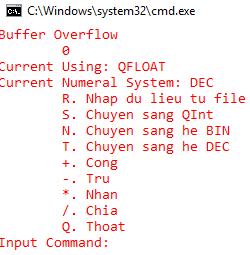 C:\Windows\system32\cmd.exe
Buffer Overflow
0
Current Using: QFLOAT
Current Numeral System: DEC
R. Nhap du lieu tu file
S. Chuyen sang QInt
N. Chuyen sang he BIN
T. Chuyen sang he DEC
+. Cong
-. Tru
*. Nhan
/. Chia
Q. Thoat
Input Command: